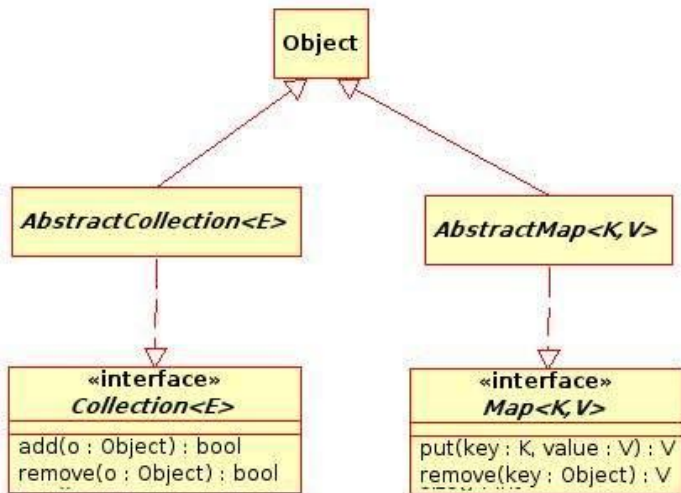 Object
AbstractCollection<E>
AbstractMap<K,V>
«interface»
Collection<E>
add(o : Object) : bool
remove(o : Object) : bool
«interface»
Map<K,V>
put(key : K, value : V) : V
remove(key : Object) : V